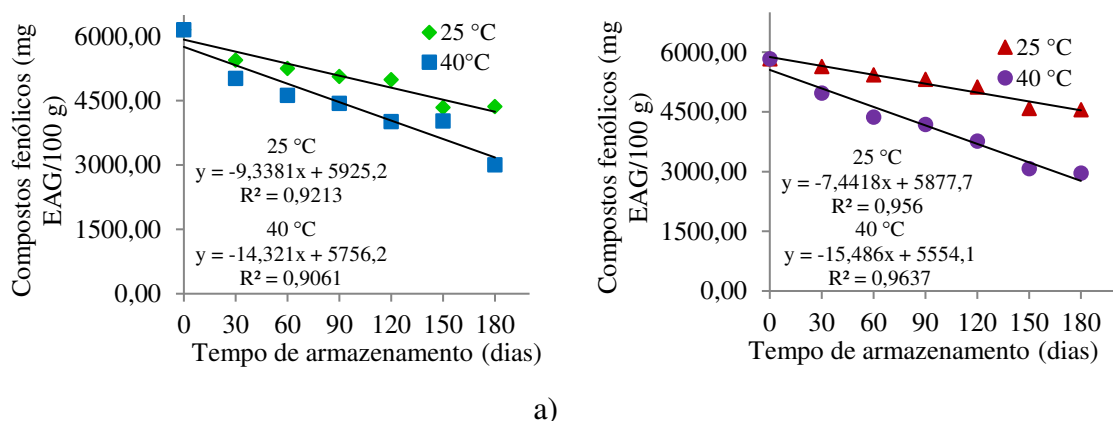 Compostos fenólicos (mg
EAG/100 g)
6000,00
4500,00
3000,00
1500,00
0,00
25 °C
40°C
25 °C
y = -9,3381x + 5925,2
R² = 0,9213
40 °C
y = -14,321x + 5756,2
R² = 0,9061
0 30 60 90 120 150 180
Tempo de armazenamento (dias)
Compostos fenólicos (mg
EAG/100 g)
6000,00
4500,00
3000,00
1500,00
0,00
25 °C
40 °C
25 °C
y = -7,4418x + 5877,7
R² = 0,956
40 °C
y = -15,486x + 5554,1
R² = 0,9637
0 30 60 90 120 150 180
Tempo de armazenamento (dias)
a)